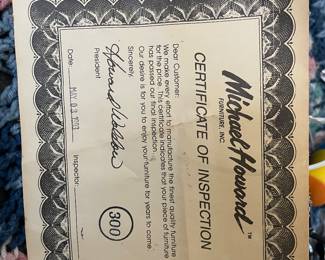 Michael Howard TM
FURNITURE, INC.
CERTIFICATE OF INSPECTION
Dear Customer:
We make every effort to manufacture the finest quality furniture
for the price. This certificate indicates that your piece of furniture
has passed our final inspection.
Our desire is for you to enjoy your furniture for years to come.
Sincerely,
President
300
Date:
Inspector: